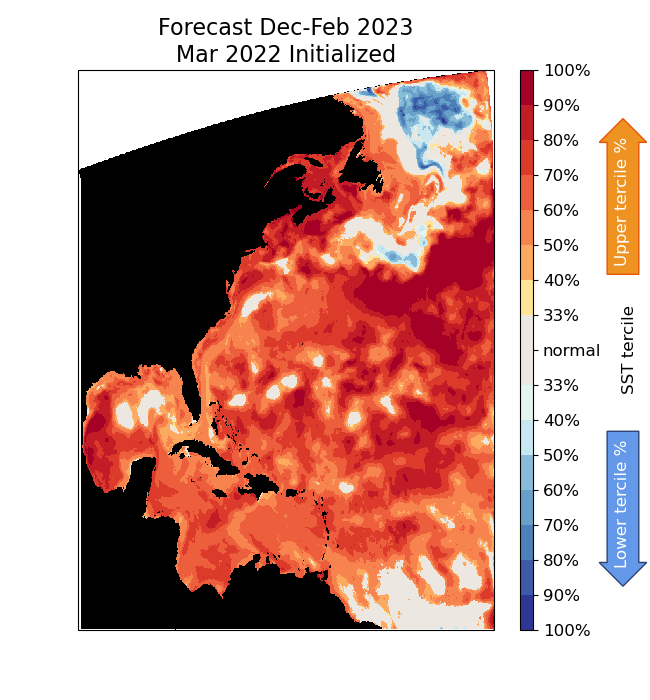 Forecast Dec-Feb 2023
Mar 2022 Initialized
100%
90%
80%
70%
60%
50%
40%
33%
normal
33%
40%
50%
60%
70%
80%
90%
100%
Upper tercile %
SST tercile
Lower tercile %